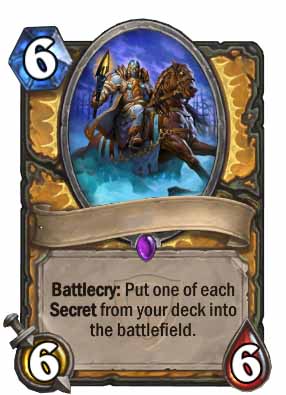 6
Battlecry: Put one of each
Secret from your deck into
the battlefield.
6
6